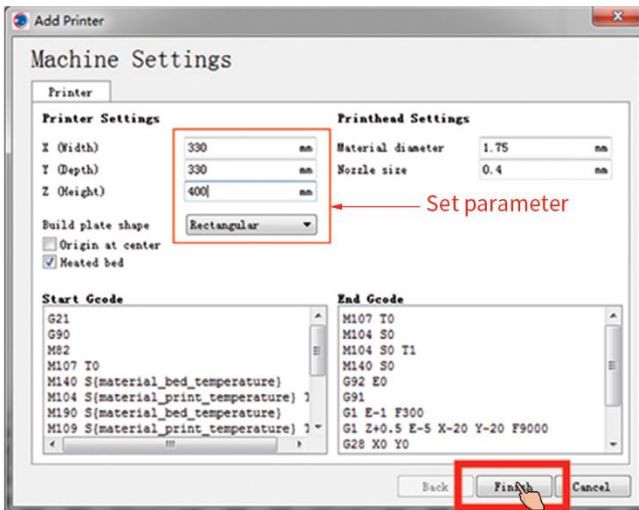 Add Printer
Machine Settings
Printer
Printer Settings
X (Width) 330 mm
Y (Depth) 330 mm
Z (Height) 400 mm
Build plate shape Rectangular
Origin at center
Heated bed
Printhead Settings
Material diameter 1.75 mm
Nozzle size 0.4 mm
Set parameter
Start Gcode
G21
G90
M82
M107 T0
M140 S{material_bed_temperature}
M104 S{material_print_temperature}
M190 S{material_bed_temperature}
M109 S{material_print_temperature}
End Gcode
M107 T0
M104 S0
M104 S0 T1
M140 S0
G92 E0
G91
G1 E-1 F300
G1 Z+0.5 E-5 X-20 Y-20 F9000
G28 X0 Y0
Back Finish Cancel